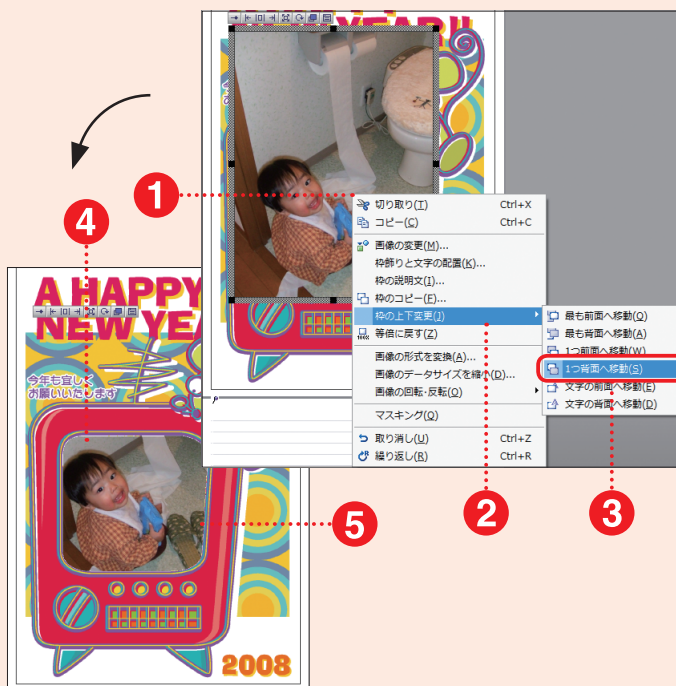 YEAR!!
1
切り取り(T) Ctrl+X
コピー(C) Ctrl+C
画像の変更(M)...
枠飾りと文字の配置(K)...
枠の説明文(I)...
枠のコピー(F)...
枠の上下変更(J)
等倍に戻す(Z)
画像の形式を変換(A)...
画像のデータサイズを縮小(D)...
画像の回転・反転(O)
マスキング(Q)
取り消し(U) Ctrl+Z
繰り返し(R) Ctrl+R
最も前面へ移動(Q)
最も背面へ移動(A)
1つ前面へ移動(W)
1つ背面へ移動(S)
文字の前面へ移動(E)
文字の背面へ移動(D)
2
3
4
A HAPPY
NEW YEA
今年も宜しく
お願いいたします
5
2008